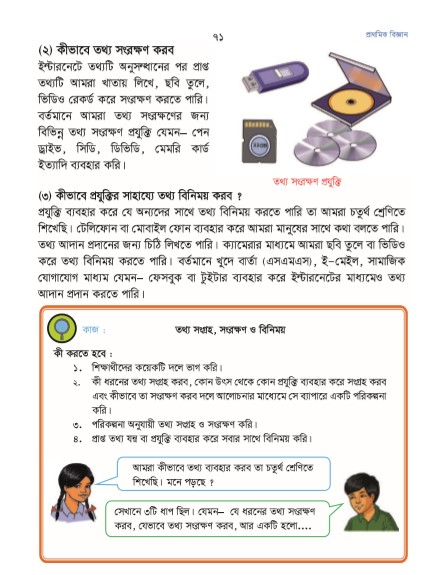 ৭১
প্রাথমিক বিজ্ঞান
(২) কীভাবে তথ্য সংরক্ষণ করব
ইন্টারনেটে তথ্যটি অনুসন্ধানের পর প্রাপ্ত
তথ্যটি আমরা খাতায় লিখে, ছবি তুলে,
ভিডিও রেকর্ড করে সংরক্ষণ করতে পারি।
বর্তমানে আমরা তথ্য সংরক্ষণের জন্য
বিভিন্ন তথ্য সংরক্ষণ প্রযুক্তি যেমন– পেন
ড্রাইভ, সিডি, ডিভিডি, মেমরি কার্ড
ইত্যাদি ব্যবহার করি।
তথ্য সংরক্ষণ প্রযুক্তি
(৩) কীভাবে প্রযুক্তির সাহায্যে তথ্য বিনিময় করব ?
প্রযুক্তি ব্যবহার করে যে অন্যদের সাথে তথ্য বিনিময় করতে পারি তা আমরা চতুর্থ শ্রেণিতে
শিখেছি। টেলিফোন বা মোবাইল ফোন ব্যবহার করে আমরা মানুষের সাথে কথা বলতে পারি।
তথ্য আদান প্রদানের জন্য চিঠি লিখতে পারি। ক্যামেরার মাধ্যমে আমরা ছবি তুলে বা ভিডিও
করে তথ্য বিনিময় করতে পারি। বর্তমানে খুদে বার্তা (এসএমএস), ই–মেইল, সামাজিক
যোগাযোগ মাধ্যম যেমন– ফেসবুক বা টুইটার ব্যবহার করে ইন্টারনেটের মাধ্যমেও তথ্য
আদান প্রদান করতে পারি।
কাজ :
তথ্য সংগ্রহ, সংরক্ষণ ও বিনিময়
কী করতে হবে :
১. শিক্ষার্থীদের কয়েকটি দলে ভাগ করি।
২. কী ধরনের তথ্য সংগ্রহ করব, কোন উৎস থেকে কোন প্রযুক্তি ব্যবহার করে সংগ্রহ করব
এবং কীভাবে তা সংরক্ষণ করব দলে আলোচনার মাধ্যমে সে ব্যাপারে একটি পরিকল্পনা
করি।
৩. পরিকল্পনা অনুযায়ী তথ্য সংগ্রহ ও সংরক্ষণ করি।
৪. প্রাপ্ত তথ্য যন্ত্র বা প্রযুক্তি ব্যবহার করে সবার সাথে বিনিময় করি।
আমরা কীভাবে তথ্য ব্যবহার করব তা চতুর্থ শ্রেণিতে
শিখেছি। মনে পড়ছে ?
সেখানে ৩টি ধাপ ছিল। যেমন– যে ধরনের তথ্য সংরক্ষণ
করব, যেভাবে তথ্য সংরক্ষণ করব, আর একটি হলো....